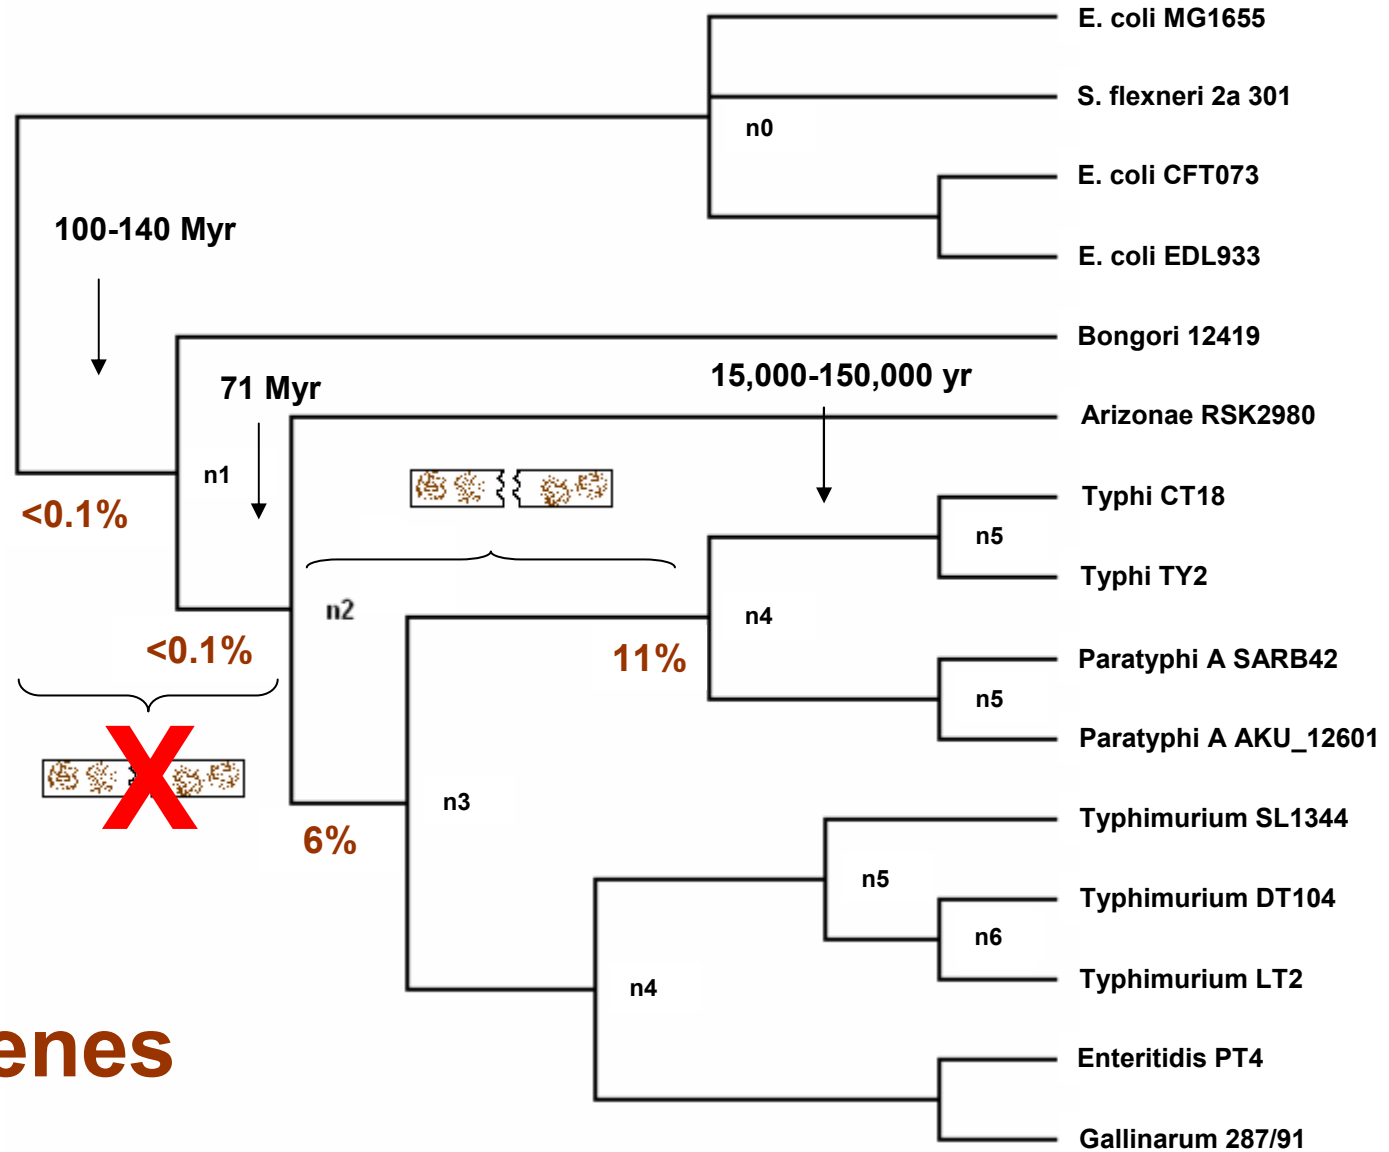 E. coli MG1655
S. flexneri 2a 301
n0
E. coli CFT073
100-140 Myr
E. coli EDL933
Bongori 12419
71 Myr
15,000-150,000 yr
Arizonae RSK2980
n1
Typhi CT18
<0.1%
n5
Typhi TY2
n2
n4
<0.1%
11%
Paratyphi A SARB42
n5
Paratyphi A AKU_12601
X
n3
Typhimurium SL1344
6%
n5
Typhimurium DT104
n6
n4
Typhimurium LT2
enes
Enteritidis PT4
Gallinarum 287/91